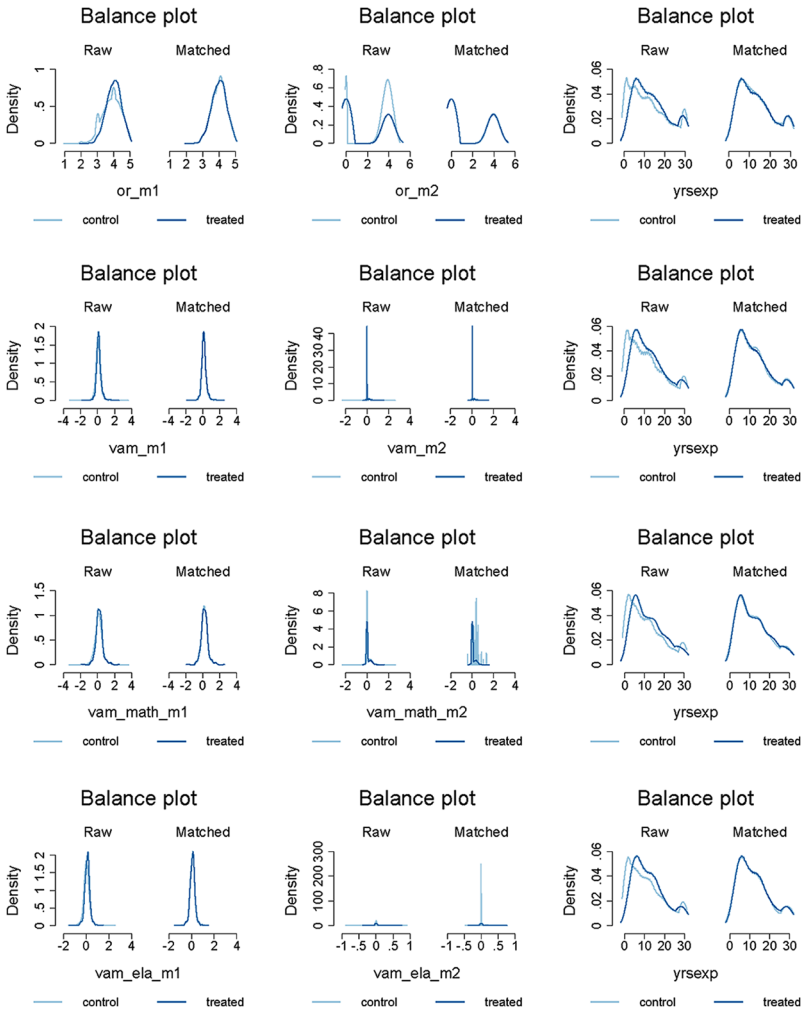 Balance plot Balance plot Balance plot
Raw Matched Raw Matched Raw Matched
Density 0 .5 1
1 2 3 4 5 1 2 3 4 5
or_m1
control treated
Density 0 .2 .4 .6 .8
0 2 4 6 0 2 4 6
or_m2
control treated
Density 0 .02 .04 .06
0 10 20 30 0 10 20 30
yrsexp
control treated
Balance plot Balance plot Balance plot
Raw Matched Raw Matched Raw Matched
Density 0 .5 1 1.5 2
-4 -2 0 2 4 -4 -2 0 2 4
vam_m1
control treated
Density 0 10 20 30 40
-2 0 2 4 -2 0 2 4
vam_m2
control treated
Density 0 .02 .04 .06
0 10 20 30 0 10 20 30
yrsexp
control treated
Balance plot Balance plot Balance plot
Raw Matched Raw Matched Raw Matched
Density 0 .5 1 1.5
-4 -2 0 2 4 -4 -2 0 2 4
vam_math_m1
control treated
Density 0 2 4 6 8
-2 0 2 4 -2 0 2 4
vam_math_m2
control treated
Density 0 .02 .04 .06
0 10 20 30 0 10 20 30
yrsexp
control treated
Balance plot Balance plot Balance plot
Raw Matched Raw Matched Raw Matched
Density 0 .5 1 1.5 2
-2 0 2 4 -2 0 2 4
vam_ela_m1
control treated
Density 0 100 200 300
-1 -.5 0 .5 1 -1 -.5 0 .5 1
vam_ela_m2
control treated
Density 0 .02 .04 .06
0 10 20 30 0 10 20 30
yrsexp
control treated